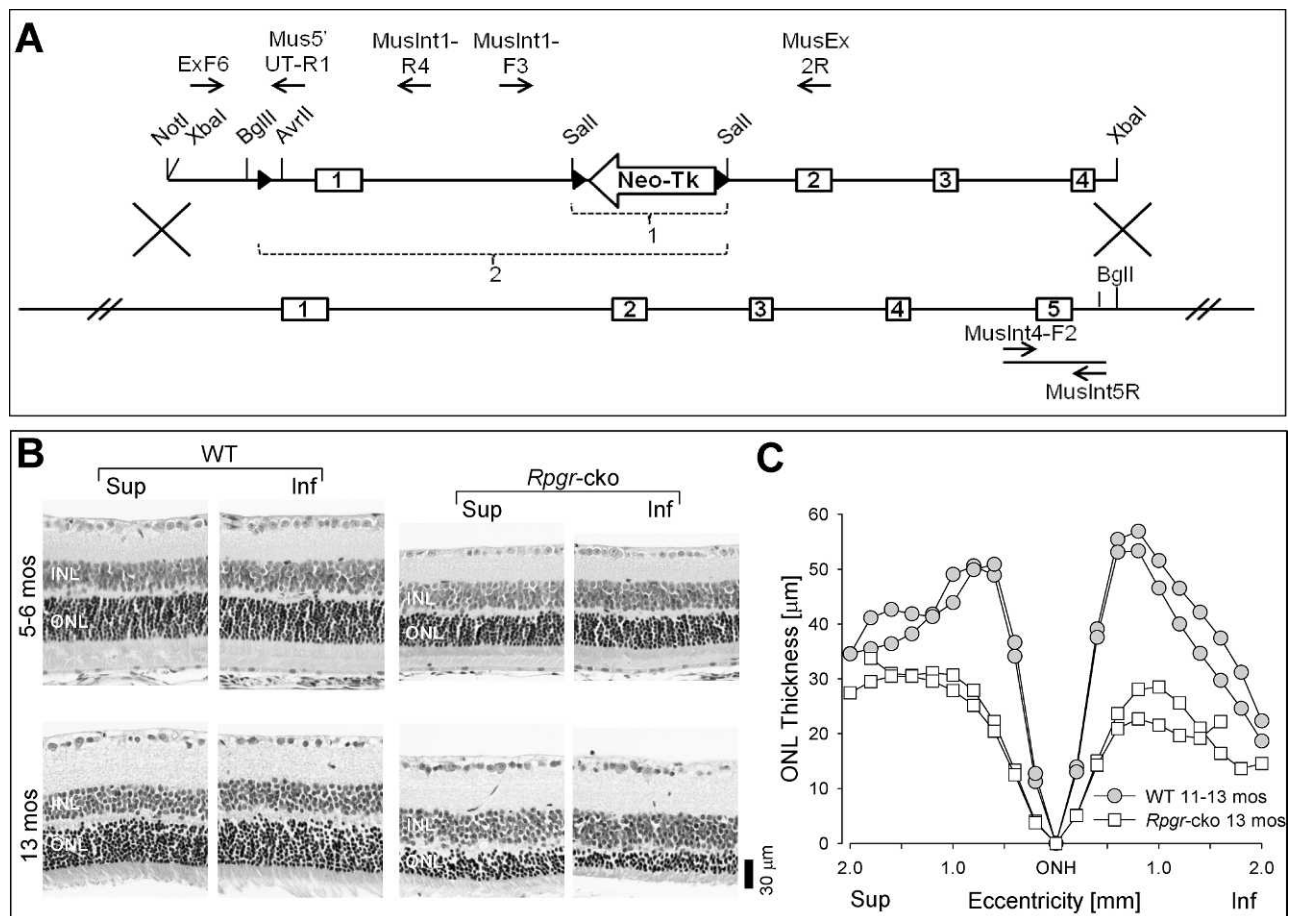 A
ExF6
Mus5'
UT-R1
MusInt1-
R4
MusInt1-
F3
MusEx
2R
NotI
XbaI
BglII
AvrII
SalI
SalI
XbaI
1
Neo-Tk
2
3
4
1
2
BglI
1
2
3
4
5
MusInt4-F2
MusInt5R
B
WT
Sup
Inf
Rpgr-cko
Sup
Inf
5-6 mos
INL
ONL
INL
ONL
13 mos
INL
ONL
INL
ONL
30 µm
C
ONL Thickness [µm]
60
50
40
30
20
10
0
WT 11-13 mos
Rpgr-cko 13 mos
2.0
1.0
ONH
1.0
2.0
Sup
Eccentricity [mm]
Inf